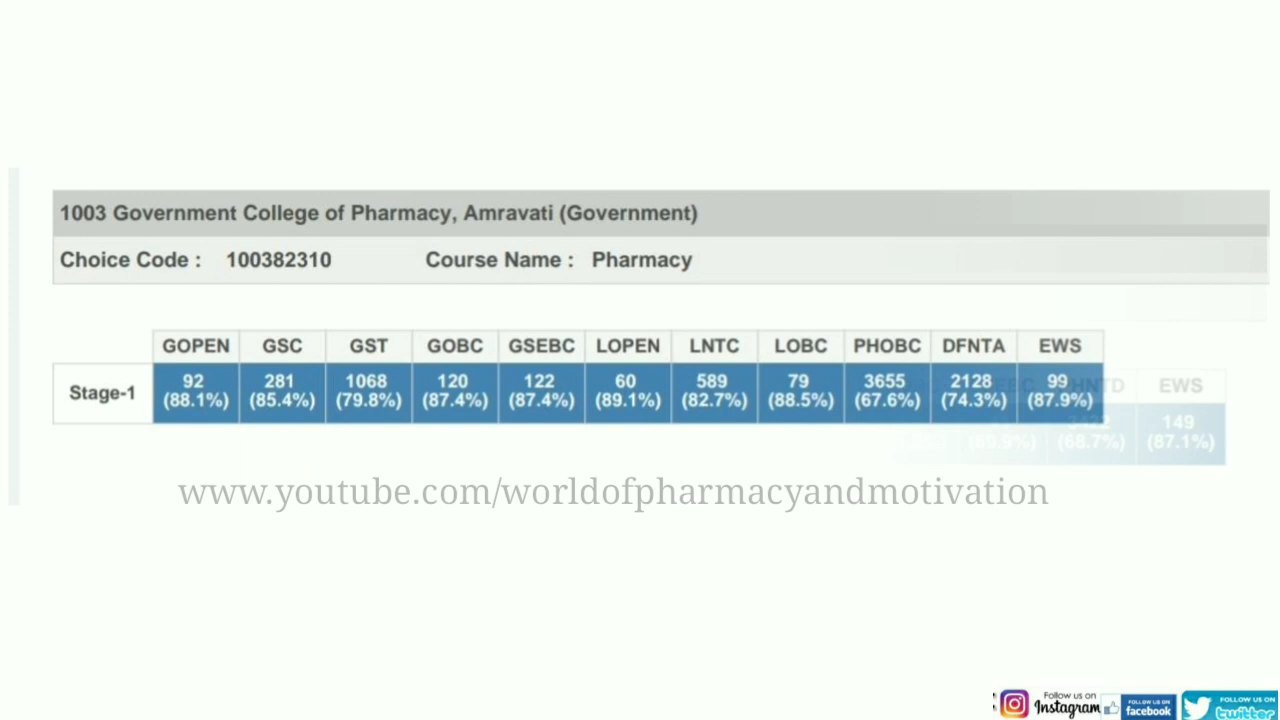 1003 Government College of Pharmacy, Amravati (Government)
Choice Code : 100382310 Course Name : Pharmacy
GOPEN GSC GST GOBC GSEBC LOPEN LNTC LOBC PHOBC DFNTA EWS
Stage-1 92 281 1068 120 122 60 589 79 3655 2128 99
(88.1%) (85.4%) (79.8%) (87.4%) (87.4%) (89.1%) (82.7%) (88.5%) (67.6%) (74.3%) (87.9%)
EWS
149
(68.7%) (87.1%)
www.youtube.com/worldofpharmacyandmotivation
Follow us on
Instagram
FOLLOW US ON
facebook
FOLLOW US ON
twitter